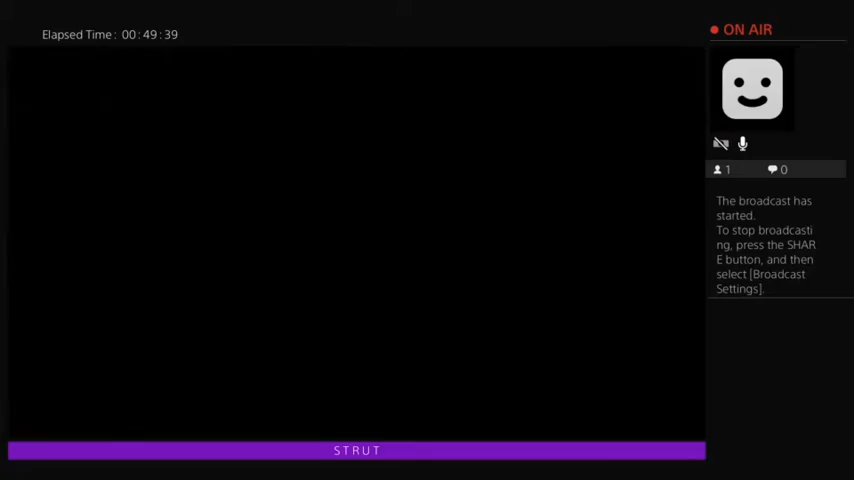 Elapsed Time: 00:49:39
ON AIR
1 0
The broadcast has
started.
To stop broadcasti
ng, press the SHAR
E button, and then
select [Broadcast
Settings].
STRUT